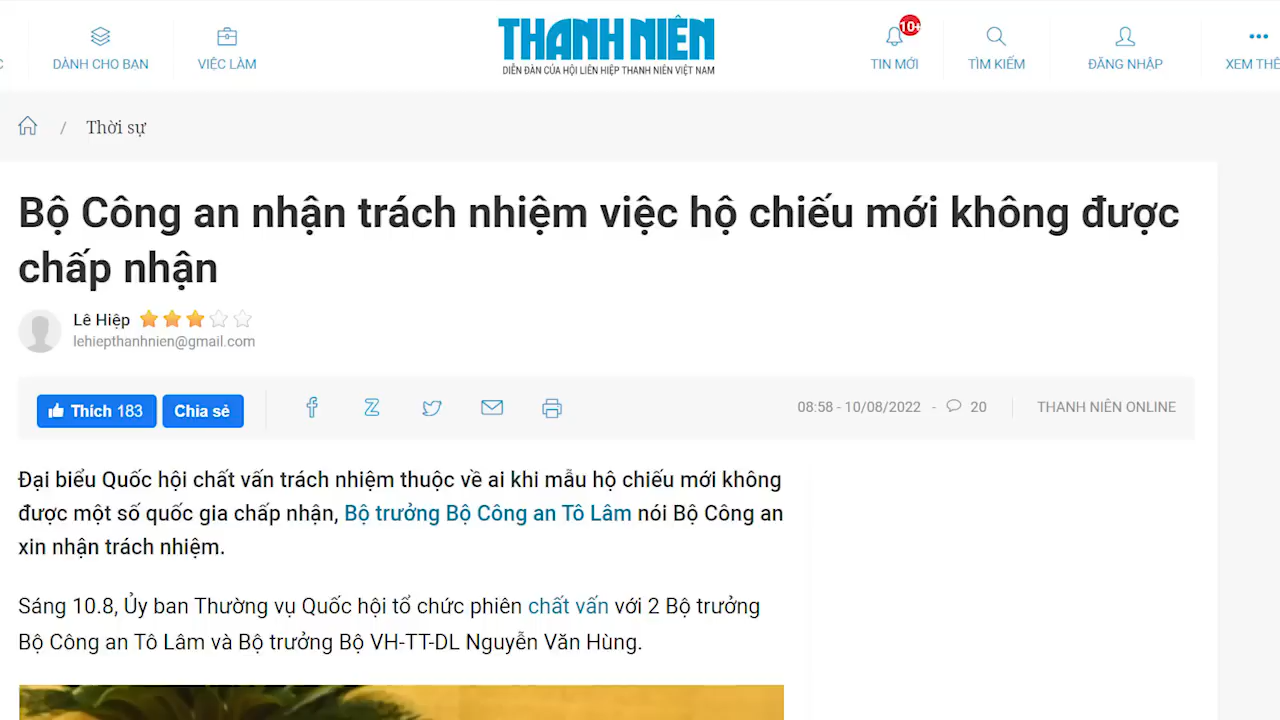 DÀNH CHO BẠN
VIỆC LÀM
THANH NIÊN
DIỄN ĐÀN CỦA HỘI LIÊN HIỆP THANH NIÊN VIỆT NAM
10+
TIN MỚI
TÌM KIẾM
ĐĂNG NHẬP
XEM THÊ
/ Thời sự
Bộ Công an nhận trách nhiệm việc hộ chiếu mới không được
chấp nhận
Lê Hiệp
lehiepthanhnien@gmail.com
Thích 183
Chia sẻ
08:58 - 10/08/2022 - 20
THANH NIÊN ONLINE
Đại biểu Quốc hội chất vấn trách nhiệm thuộc về ai khi mẫu hộ chiếu mới không
được một số quốc gia chấp nhận, Bộ trưởng Bộ Công an Tô Lâm nói Bộ Công an
xin nhận trách nhiệm.
Sáng 10.8, Ủy ban Thường vụ Quốc hội tổ chức phiên chất vấn với 2 Bộ trưởng
Bộ Công an Tô Lâm và Bộ trưởng Bộ VH-TT-DL Nguyễn Văn Hùng.